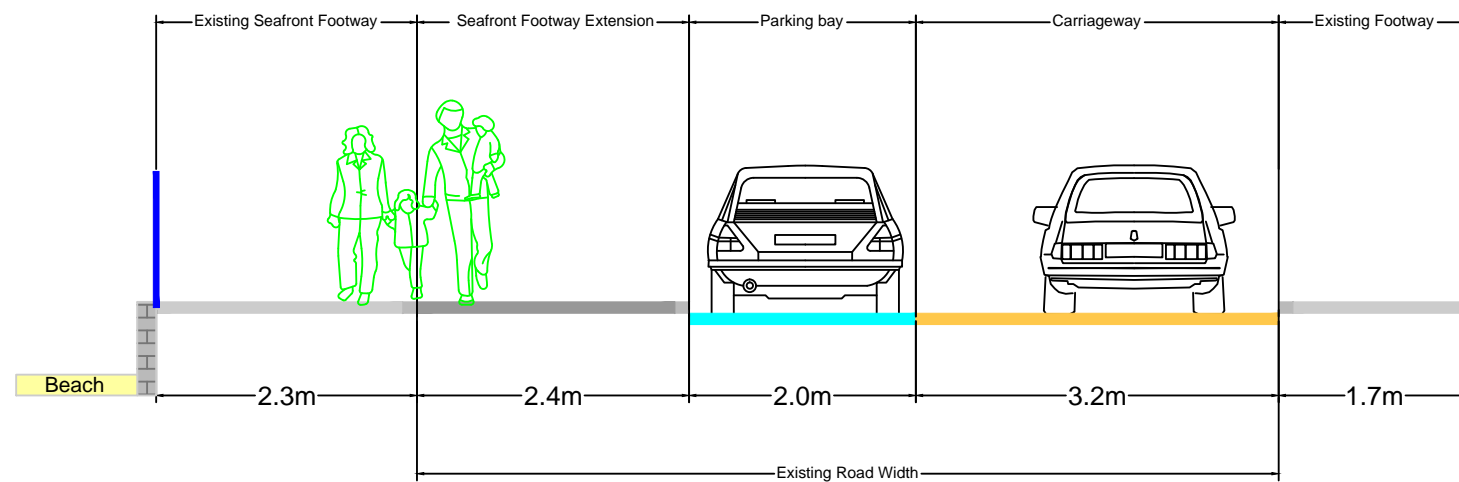 Existing Seafront Footway
Seafront Footway Extension
Parking bay
Carriageway
Existing Footway
Beach
2.3m
2.4m
2.0m
3.2m
1.7m
Existing Road Width